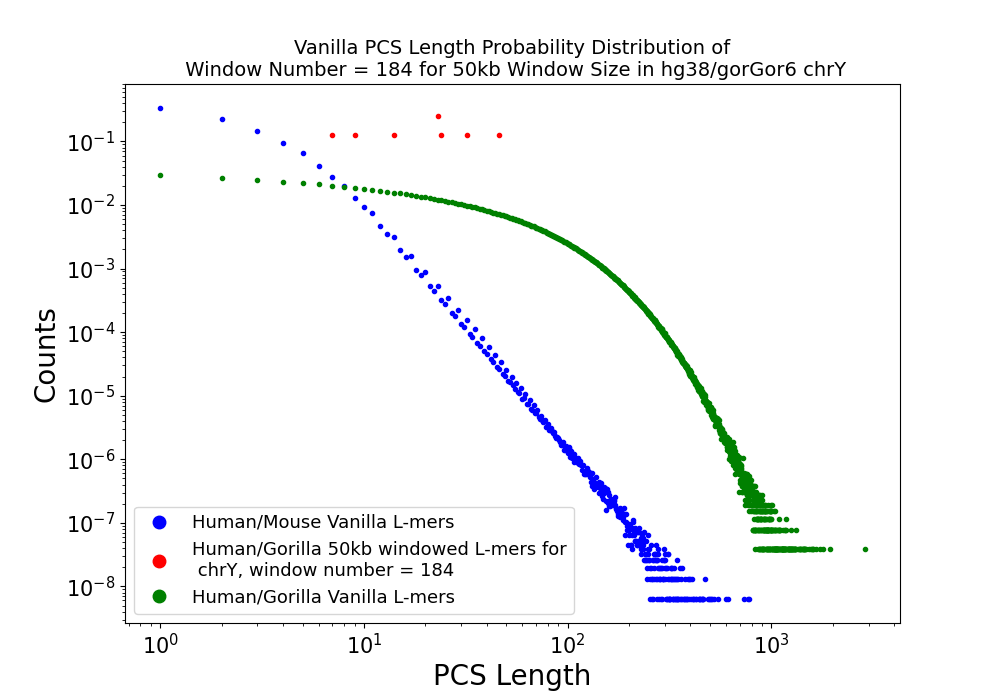 Vanilla PCS Length Probability Distribution of
Window Number = 184 for 50kb Window Size in hg38/gorGor6 chrY
Counts
10⁻¹
10⁻²
10⁻³
10⁻⁴
10⁻⁵
10⁻⁶
10⁻⁷
10⁻⁸
Human/Mouse Vanilla L-mers
Human/Gorilla 50kb windowed L-mers for
chrY, window number = 184
Human/Gorilla Vanilla L-mers
10⁰ 10¹ 10² 10³
PCS Length